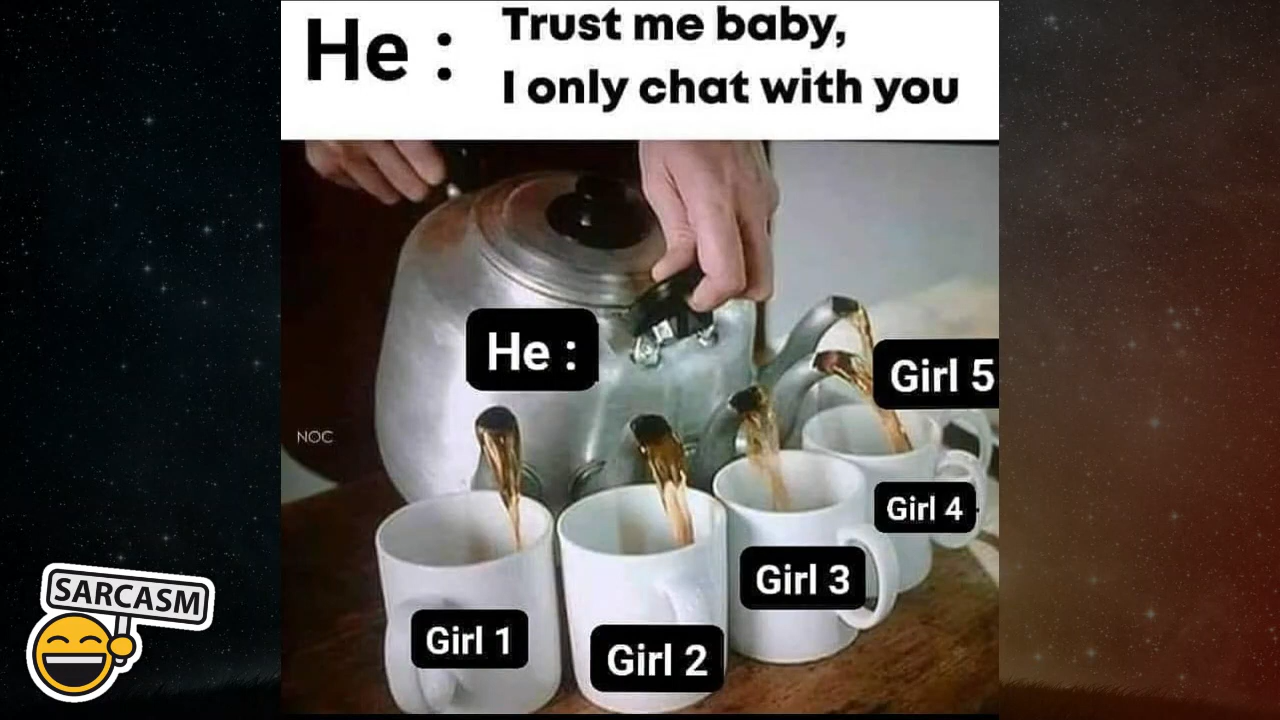 He :
Trust me baby,
I only chat with you
He :
Girl 5
NOC
Girl 4
Girl 3
Girl 1
Girl 2
SARCASM